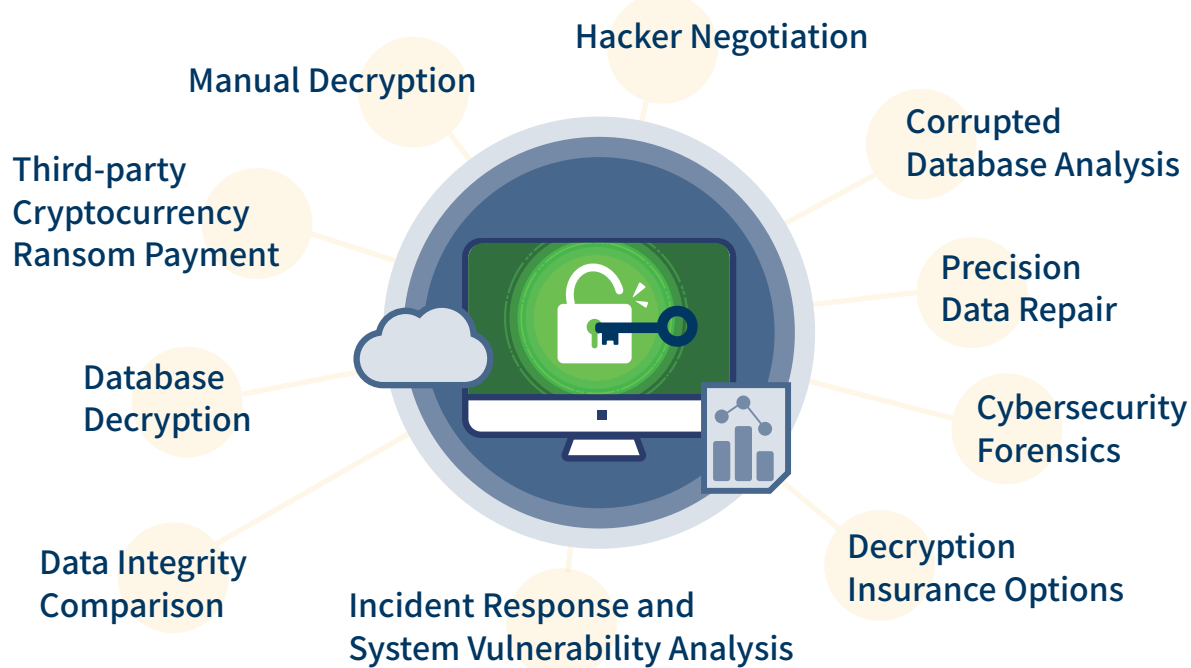 Hacker Negotiation
Manual Decryption
Corrupted
Database Analysis
Third-party
Cryptocurrency
Ransom Payment
Precision
Data Repair
Database
Decryption
Cybersecurity
Forensics
Data Integrity
Comparison
Decryption
Insurance Options
Incident Response and
System Vulnerability Analysis